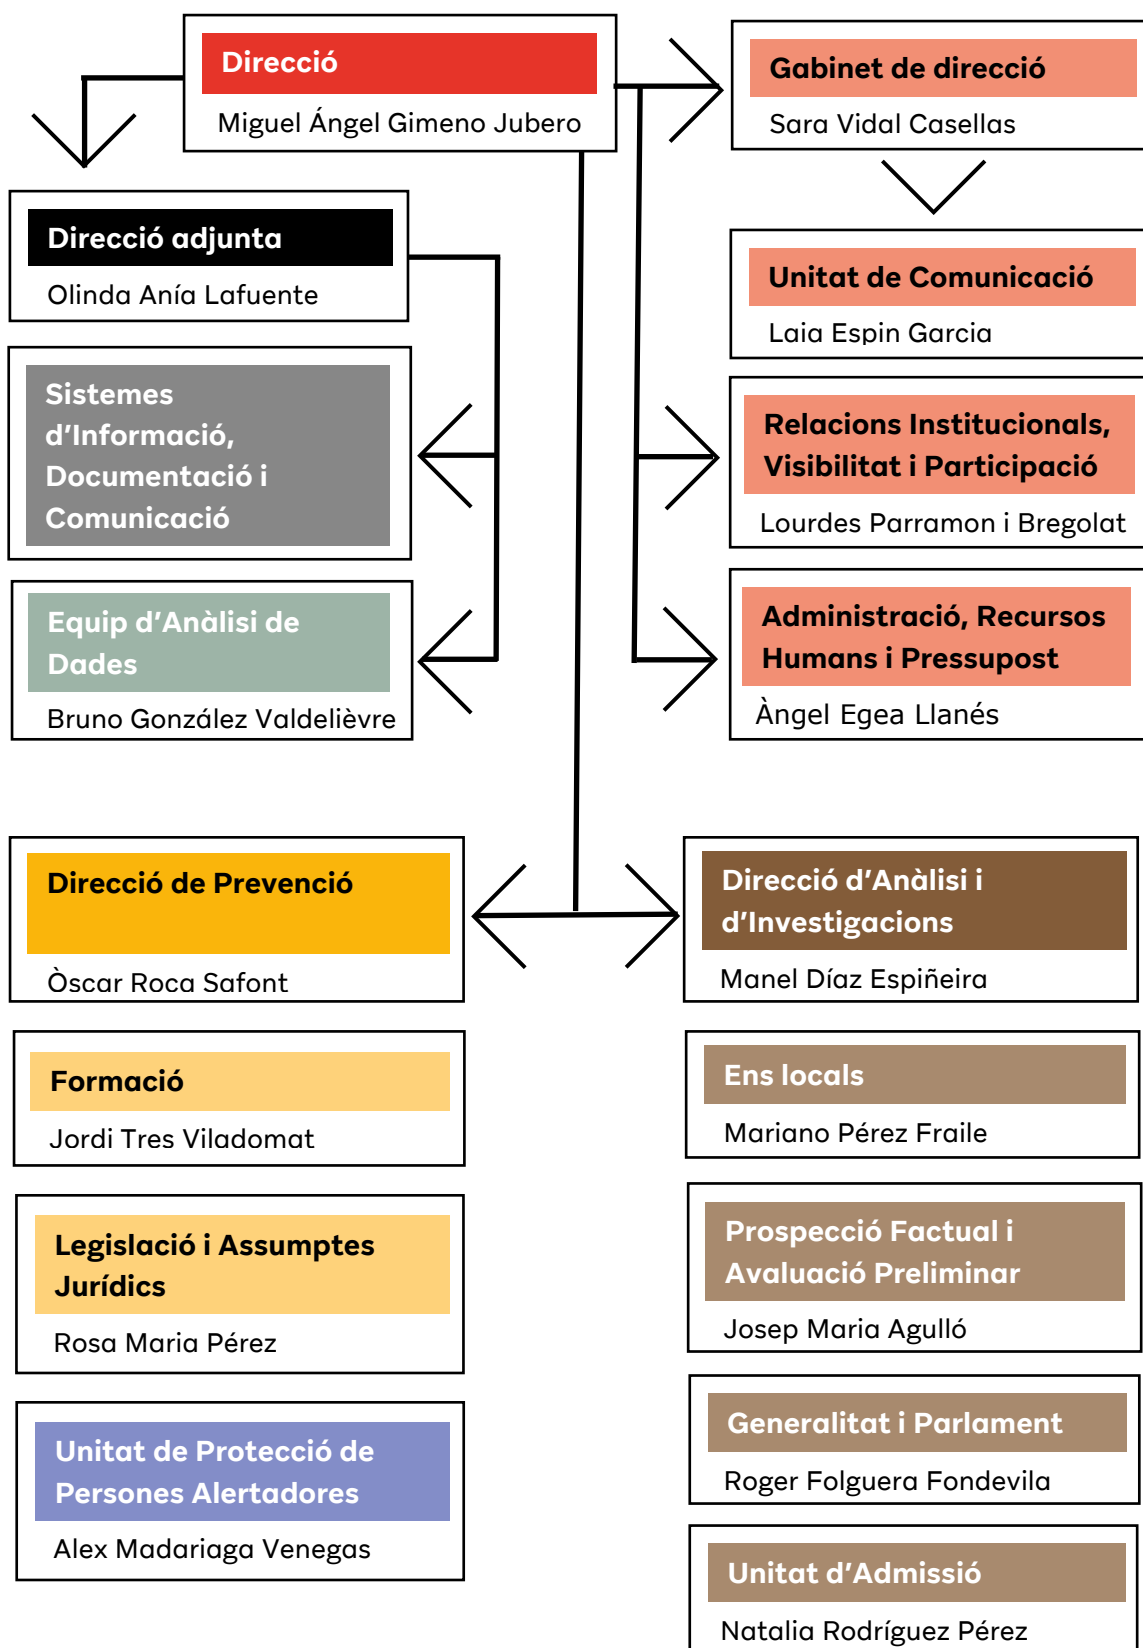 Direcció
Miguel Ángel Gimeno Jubero
Gabinet de direcció
Sara Vidal Casellas
Direcció adjunta
Olinda Anía Lafuente
Unitat de Comunicació
Laia Espin Garcia
Sistemes
d'Informació,
Documentació i
Comunicació
Relacions Institucionals,
Visibilitat i Participació
Lourdes Parramon i Bregolat
Equip d'Anàlisi de
Dades
Bruno González Valdelièvre
Administració, Recursos
Humans i Pressupost
Àngel Egea Llanés
Direcció de Prevenció
Òscar Roca Safont
Direcció d'Anàlisi i
d'Investigacions
Manel Díaz Espiñeira
Formació
Jordi Tres Viladomat
Legislació i Assumptes
Jurídics
Rosa Maria Pérez
Unitat de Protecció de
Persones Alertadores
Alex Madariaga Venegas
Ens locals
Mariano Pérez Fraile
Prospecció Factual i
Avaluació Preliminar
Josep Maria Agulló
Generalitat i Parlament
Roger Folguera Fondevila
Unitat d'Admissió
Natalia Rodríguez Pérez